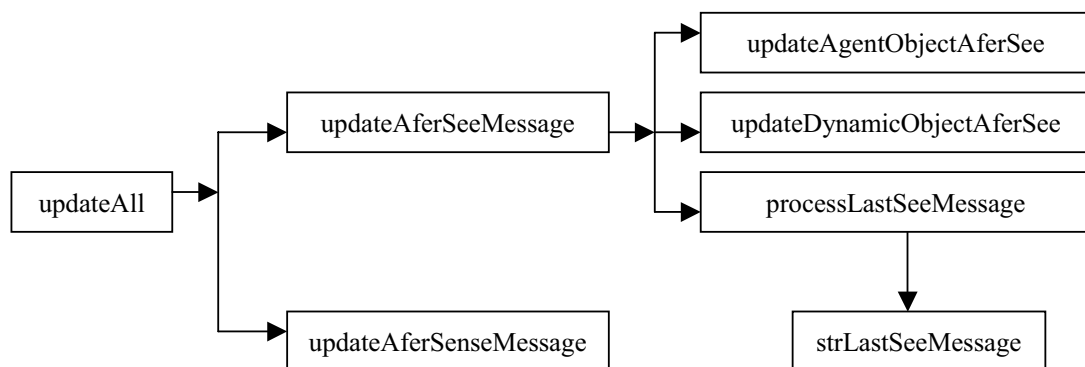 updateAgentObjectAferSee
updateAferSeeMessage
updateDynamicObjectAferSee
updateAll
processLastSeeMessage
updateAferSenseMessage
strLastSeeMessage